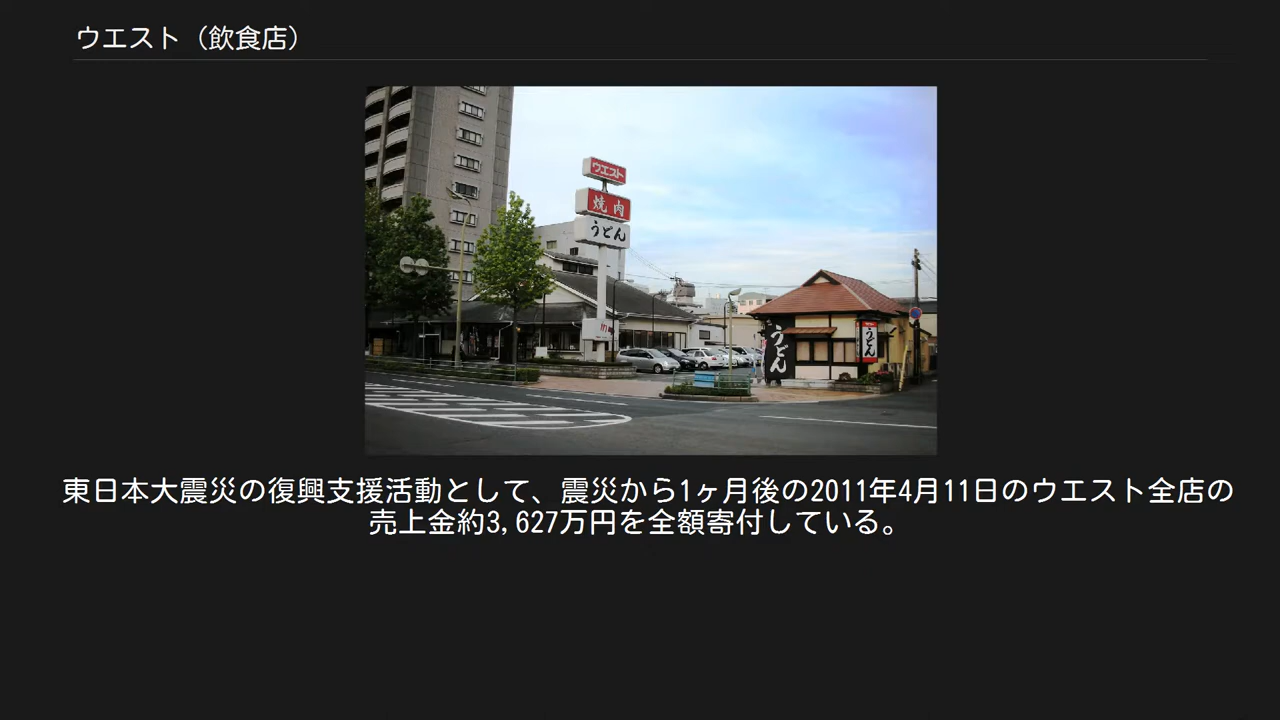 ウエスト（飲食店）
ウエスト
焼肉
うどん
うどん
うどん
東日本大震災の復興支援活動として、震災から1ヶ月後の2011年4月11日のウエスト全店の
売上金約3,627万円を全額寄付している。